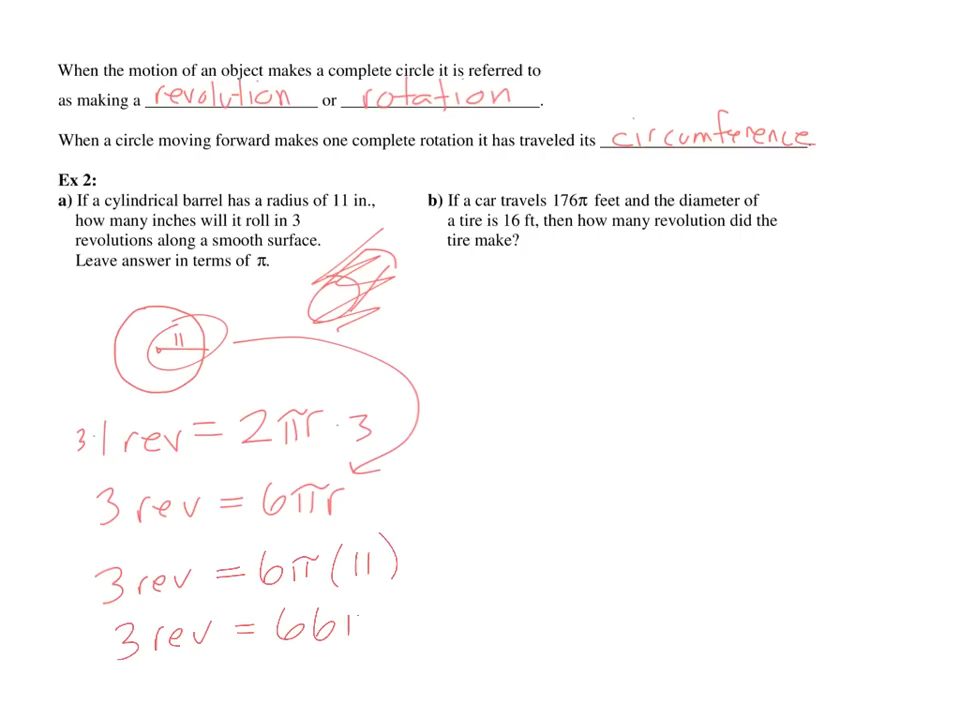 When the motion of an object makes a complete circle it is referred to
as making a revolution or rotation.
When a circle moving forward makes one complete rotation it has traveled its circumference.
Ex 2:
a) If a cylindrical barrel has a radius of 11 in.,
how many inches will it roll in 3
revolutions along a smooth surface.
Leave answer in terms of π.
b) If a car travels 176π feet and the diameter of
a tire is 16 ft, then how many revolution did the
tire make?
11
3·1 rev = 2πr · 3
3 rev = 6πr
3 rev = 6π(11)
3 rev = 66